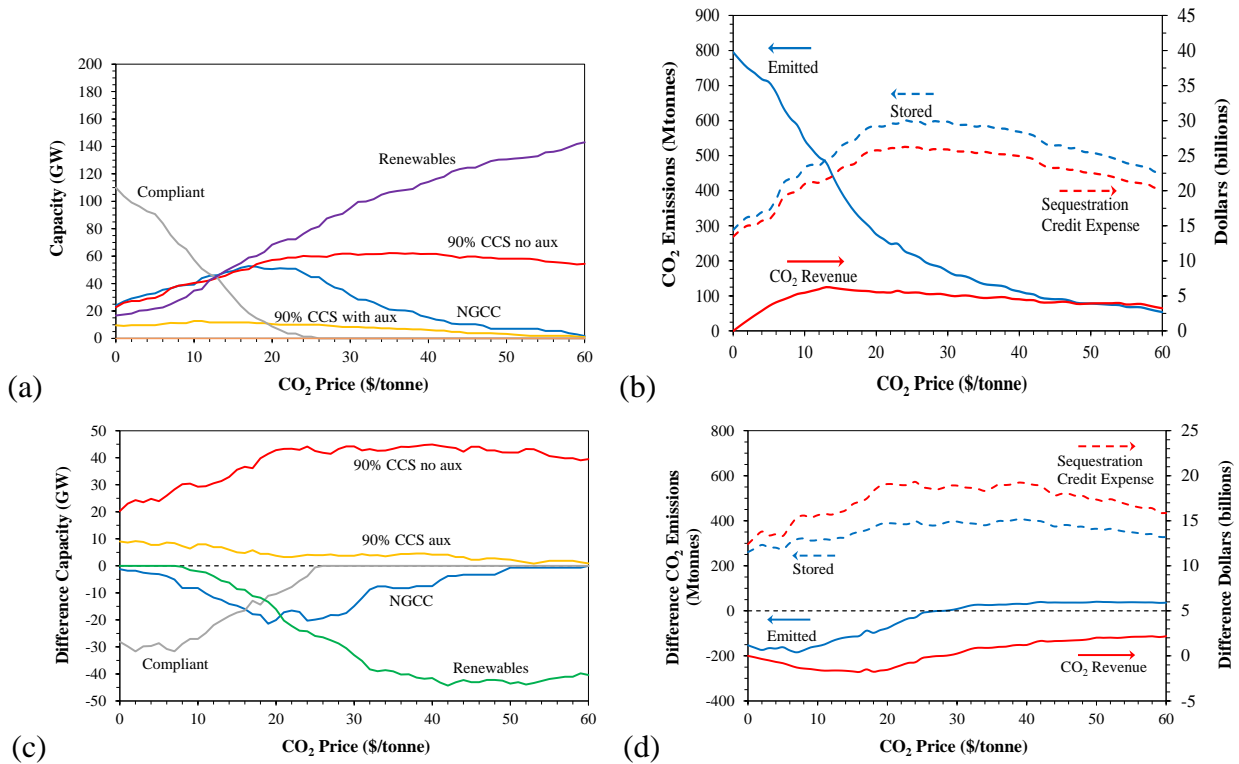 200
180
160
140
120
100
80
60
40
20
0
Capacity (GW)
Compliant
Renewables
90% CCS no aux
90% CCS with aux
NGCC
0 10 20 30 40 50 60
CO2 Price ($/tonne)
(a)
900
800
700
600
500
400
300
200
100
0
CO2 Emissions (Mtonnes)
45
40
35
30
25
20
15
10
5
0
Dollars (billions)
Emitted
Stored
Sequestration
Credit Expense
CO2 Revenue
0 10 20 30 40 50 60
CO2 Price ($/tonne)
(b)
50
40
30
20
10
0
-10
-20
-30
-40
-50
Difference Capacity (GW)
90% CCS no aux
90% CCS aux
NGCC
Compliant
Renewables
0 10 20 30 40 50 60
CO2 Price ($/tonne)
(c)
800
600
400
200
0
-200
-400
Difference CO2 Emissions
(Mtonnes)
25
20
15
10
5
0
-5
Difference Dollars (billions)
Sequestration
Credit Expense
Stored
Emitted
CO2 Revenue
0 10 20 30 40 50 60
CO2 Price ($/tonne)
(d)